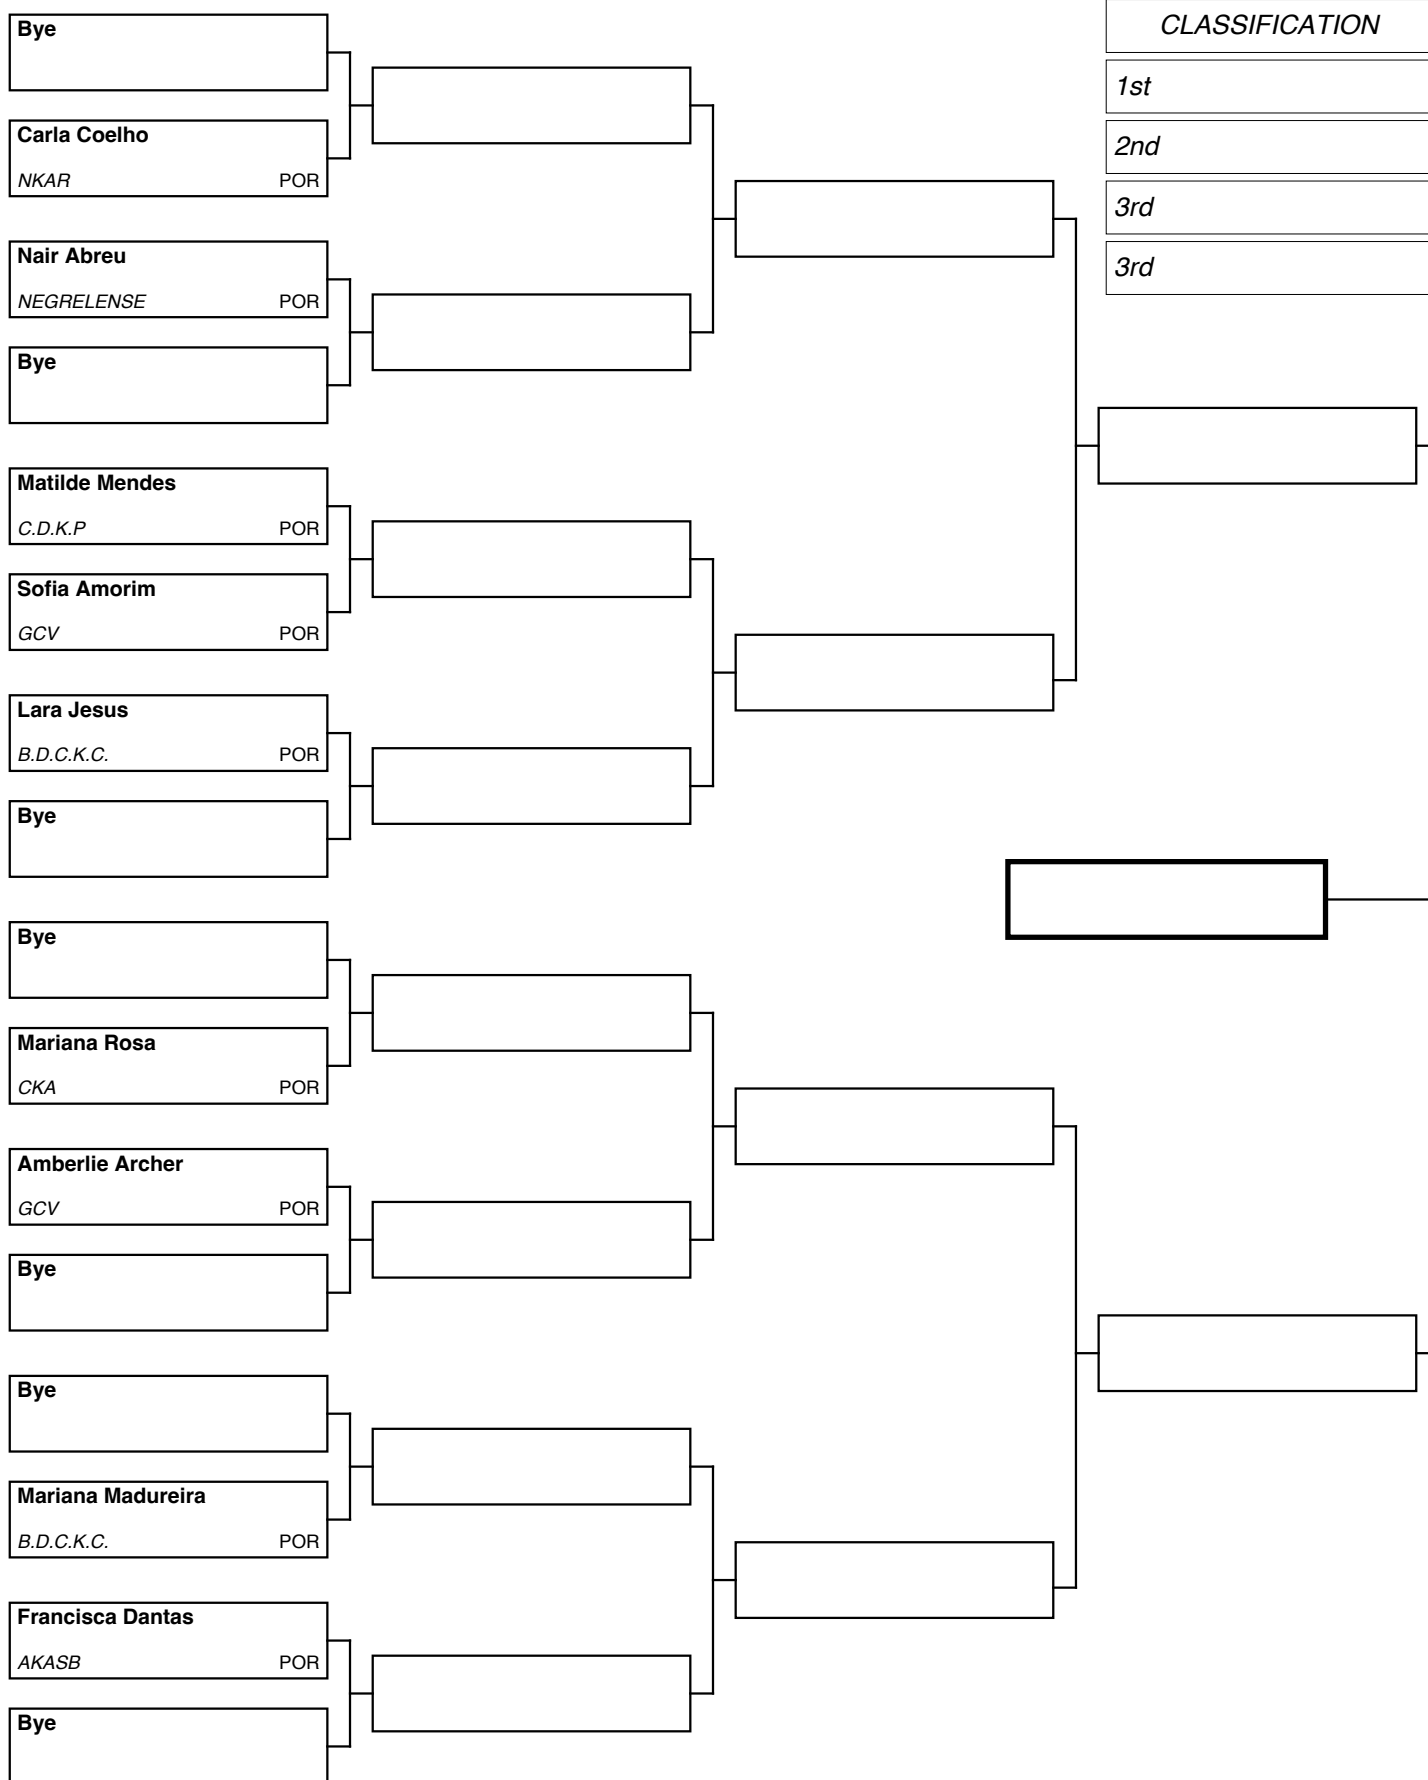 Bye
CLASSIFICATION
1st
2nd
3rd
3rd
Carla Coelho
NKAR POR
Nair Abreu
NEGRELENSE POR
Bye
Matilde Mendes
C.D.K.P POR
Sofia Amorim
GCV POR
Lara Jesus
B.D.C.K.C. POR
Bye
Bye
Mariana Rosa
CKA POR
Amberlie Archer
GCV POR
Bye
Bye
Mariana Madureira
B.D.C.K.C. POR
Francisca Dantas
AKASB POR
Bye